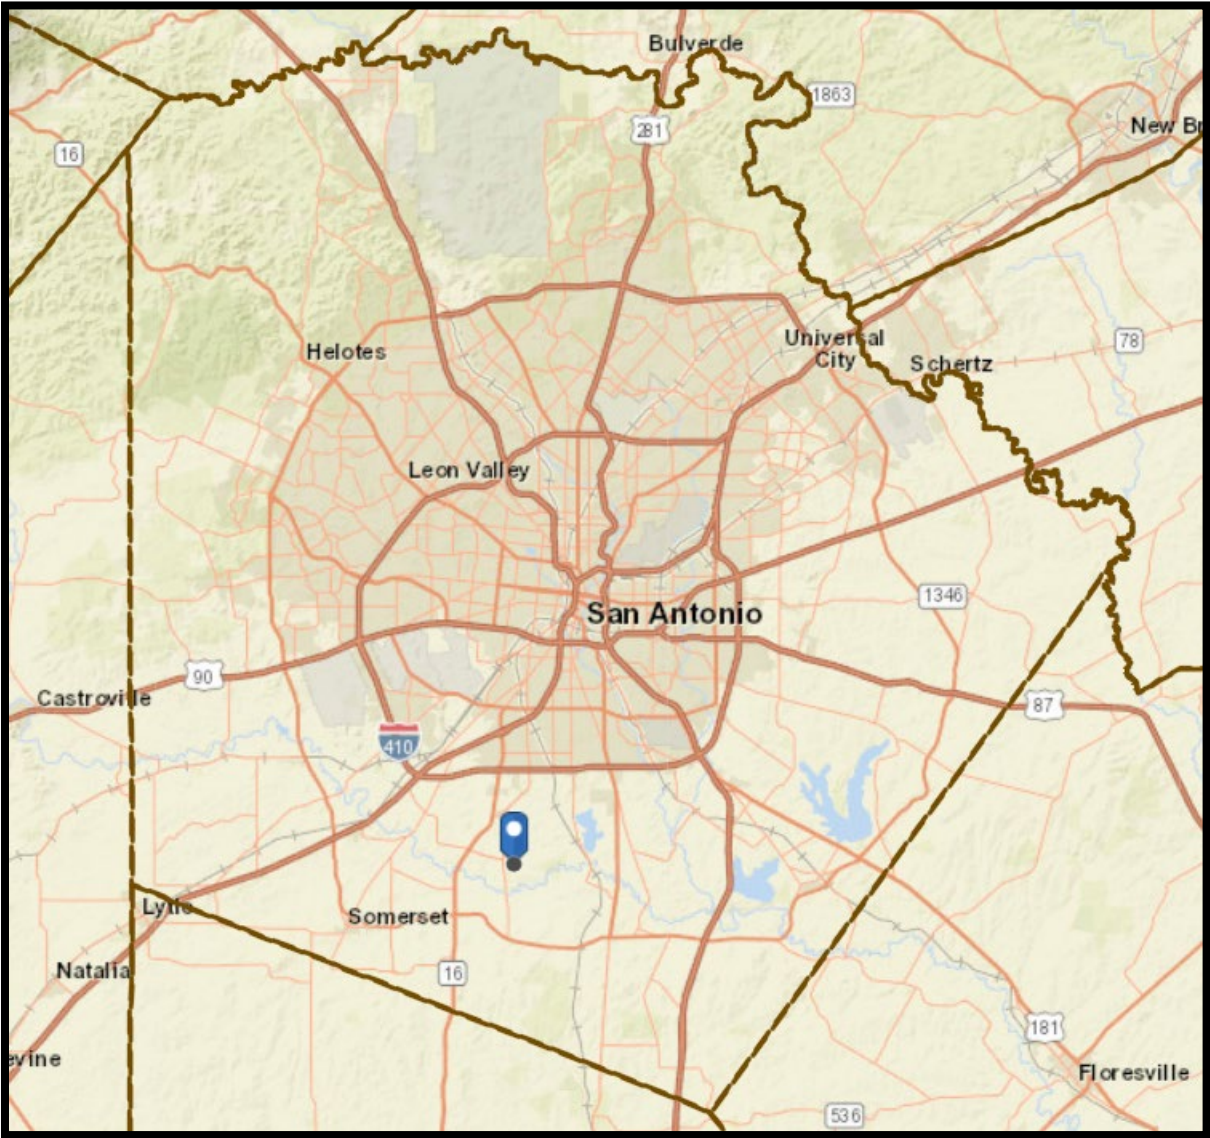 Bulverde
1863
281
New Br
16
Universal
City
Helotes
78
Schertz
Leon Valley
1346
San Antonio
90
Castroville
87
410
Lytle
Somerset
Natalia
16
181
evine
Floresville
536